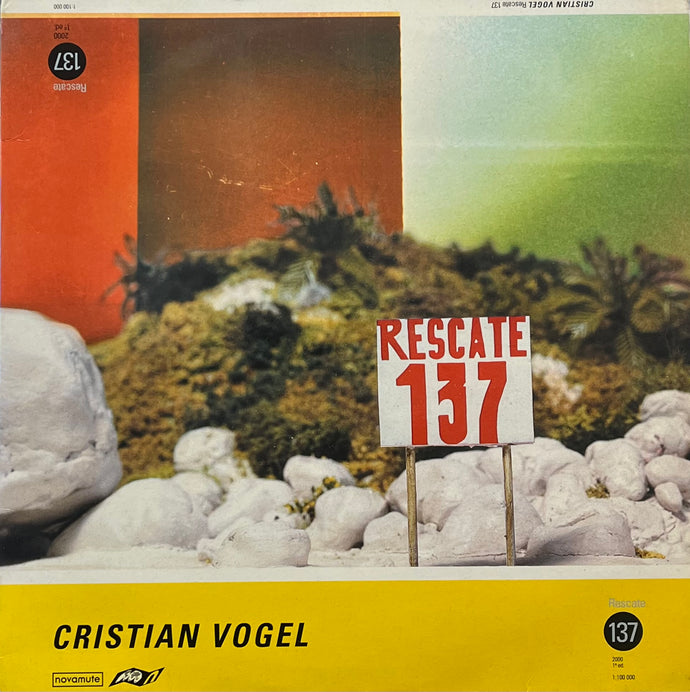 1:100 000
CRISTIAN VOGEL Rescate 137
2000
1ª ed.
137
Rescate
RESCATE
137
CRISTIAN VOGEL
novamute
Rescate
137
2000
1ª ed.
1:100 000